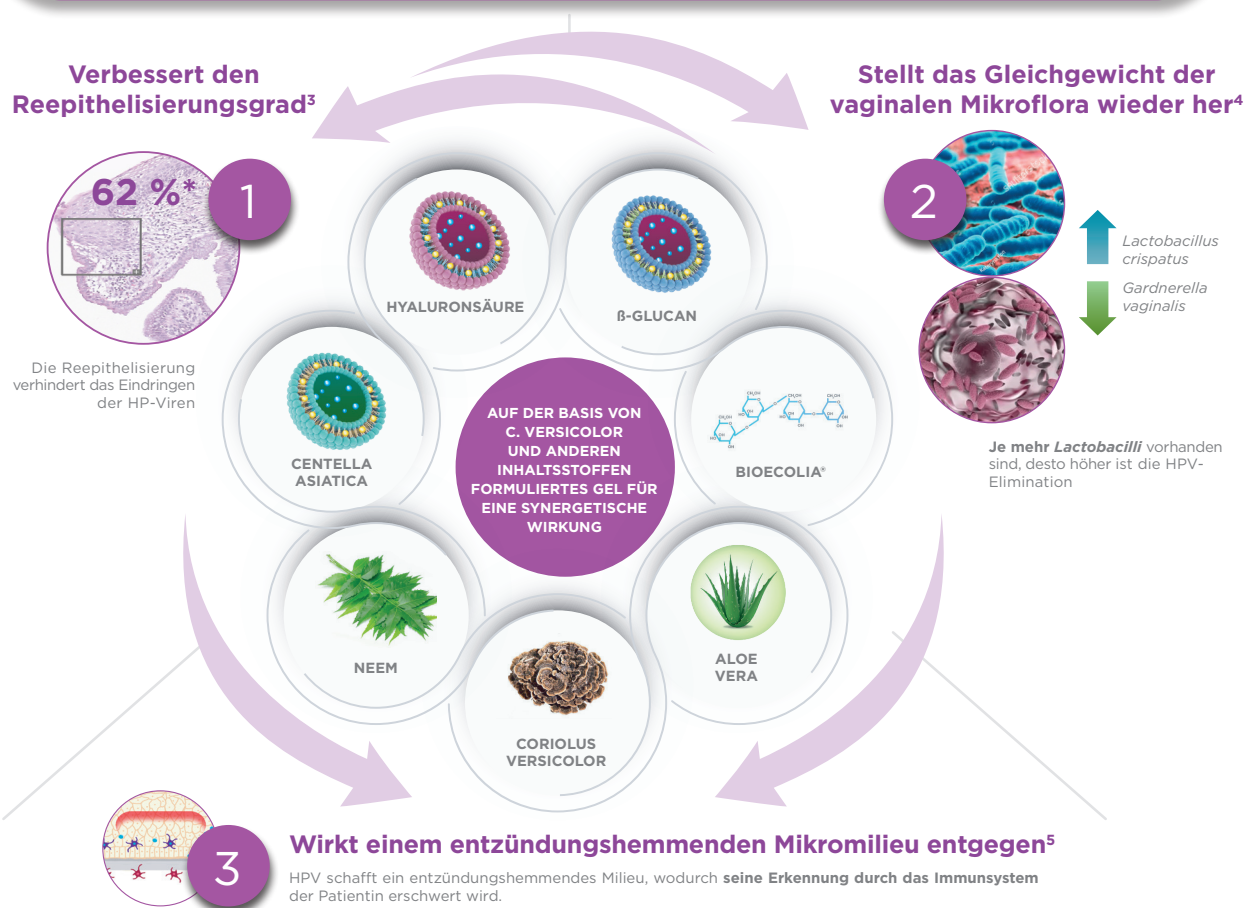 Verbessert den
Reepithelisierungsgrad³
62 %*
1
Die Reepithelisierung
verhindert das Eindringen
der HP-Viren
Stellt das Gleichgewicht der
vaginalen Mikroflora wieder her⁴
2
Lactobacillus
crispatus
Gardnerella
vaginalis
Je mehr Lactobacilli vorhanden
sind, desto höher ist die HPV-
Elimination
HYALURONSÄURE
ß-GLUCAN
CENTELLA
ASIATICA
AUF DER BASIS VON
C. VERSICOLOR
UND ANDEREN
INHALTSSTOFFEN
FORMULIERTES GEL FÜR
EINE SYNERGETISCHE
WIRKUNG
BIOECOLIA®
NEEM
ALOE
VERA
CORIOLUS
VERSICOLOR
3
Wirkt einem entzündungshemmenden Mikromilieu entgegen⁵
HPV schafft ein entzündungshemmendes Milieu, wodurch seine Erkennung durch das Immunsystem
der Patientin erschwert wird.